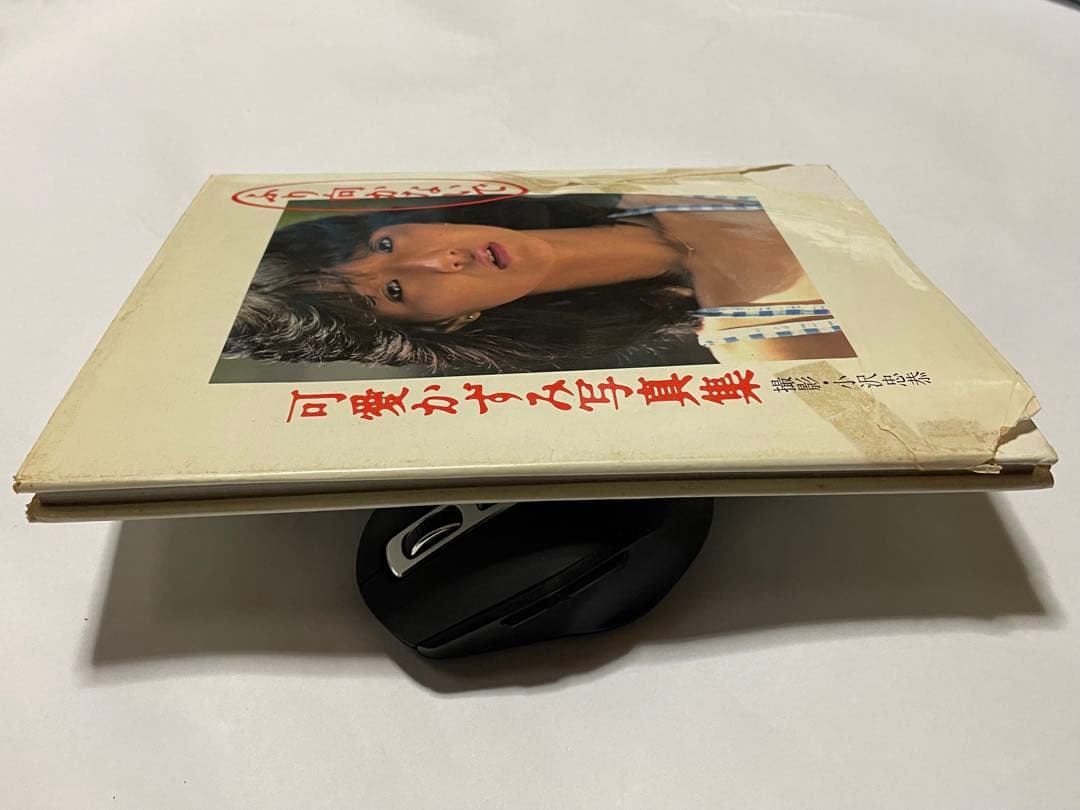 ふり向かないで
可愛かずみ写真集
撮影・小沢忠恭